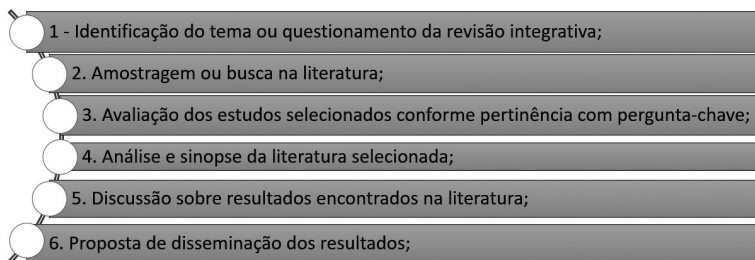 1 - Identificação do tema ou questionamento da revisão integrativa;
2. Amostragem ou busca na literatura;
3. Avaliação dos estudos selecionados conforme pertinência com pergunta-chave;
4. Análise e sinopse da literatura selecionada;
5. Discussão sobre resultados encontrados na literatura;
6. Proposta de disseminação dos resultados;